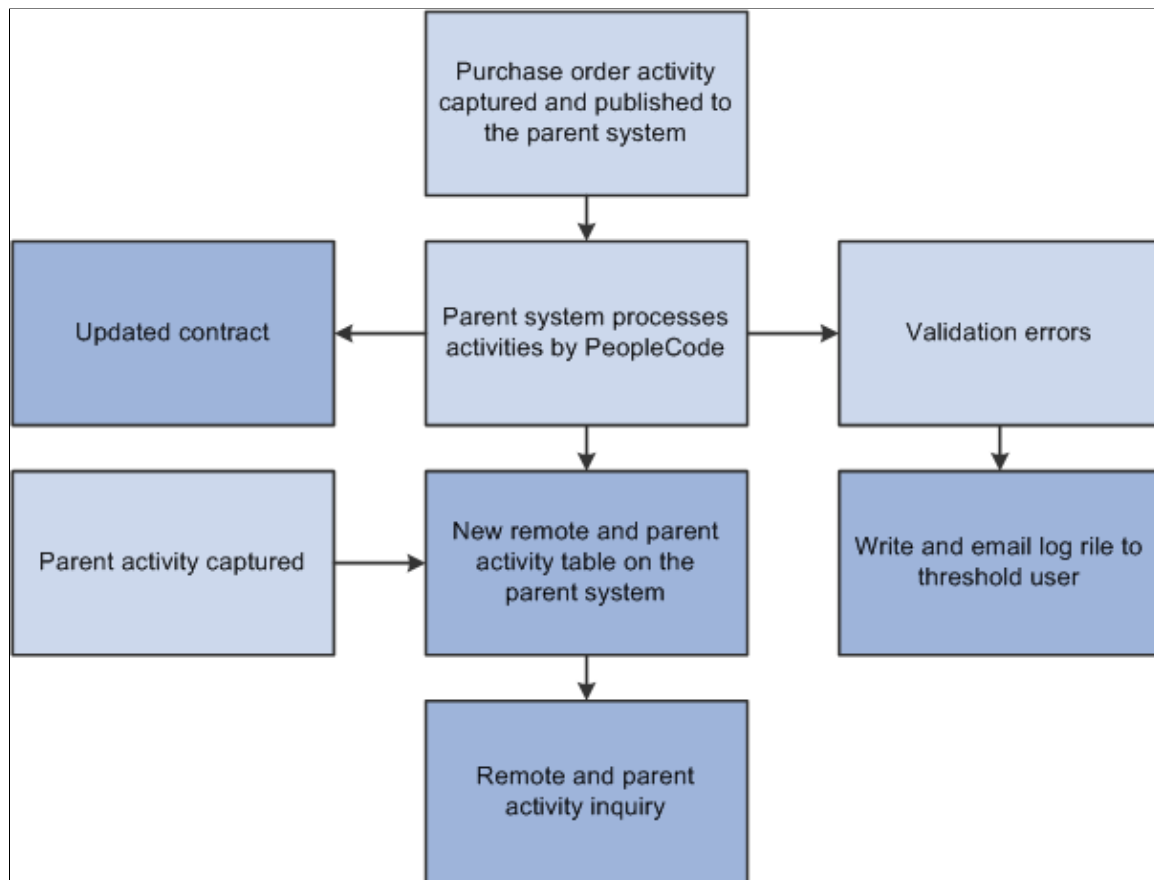 Purchase order activity
captured and published to
the parent system
Updated contract
Parent system processes
activities by PeopleCode
Validation errors
Parent activity captured
New remote and parent
activity table on the
parent system
Write and email log rile to
threshold user
Remote and parent
activity inquiry